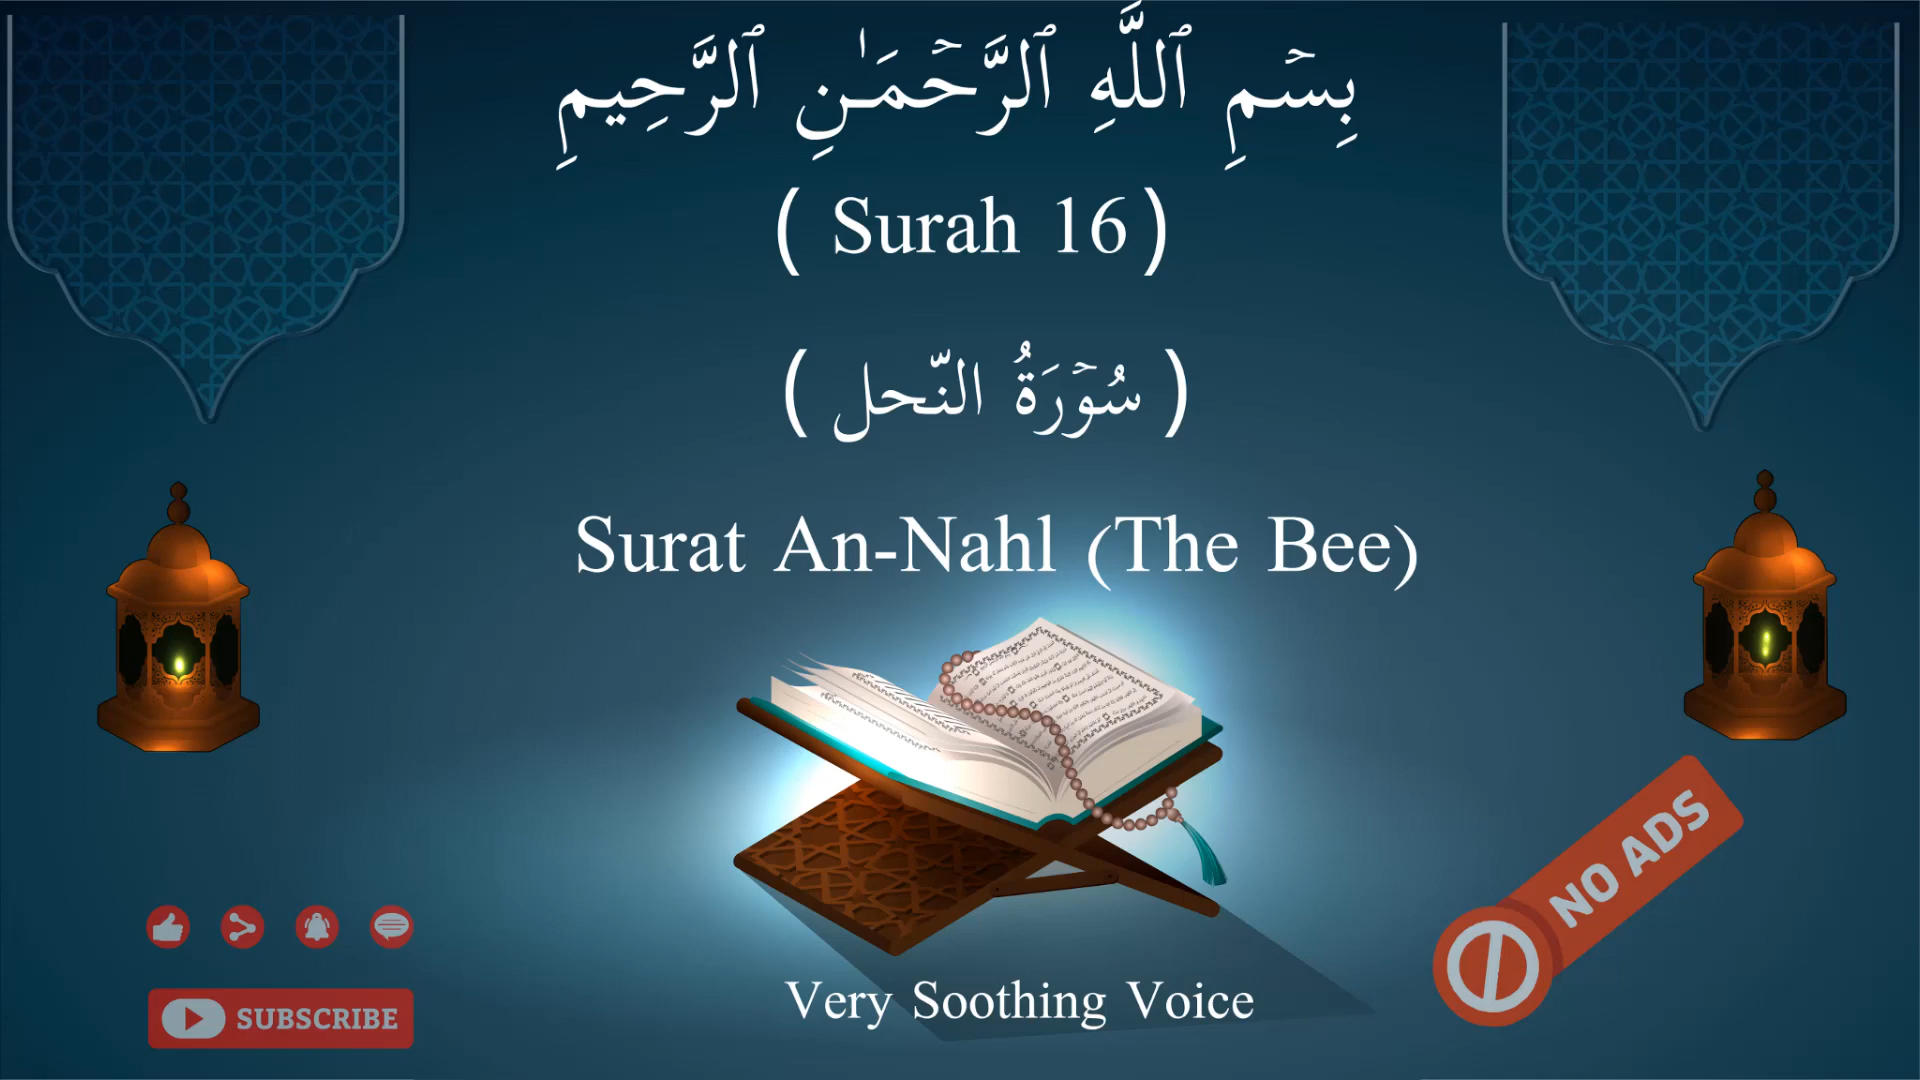 بِسۡمِ ٱللَّهِ ٱلرَّحۡمَـٰنِ ٱلرَّحِيمِ
( Surah 16 )
( سُوۡرَةُ النّحل )
Surat An-Nahl (The Bee)
NO ADS
SUBSCRIBE
Very Soothing Voice